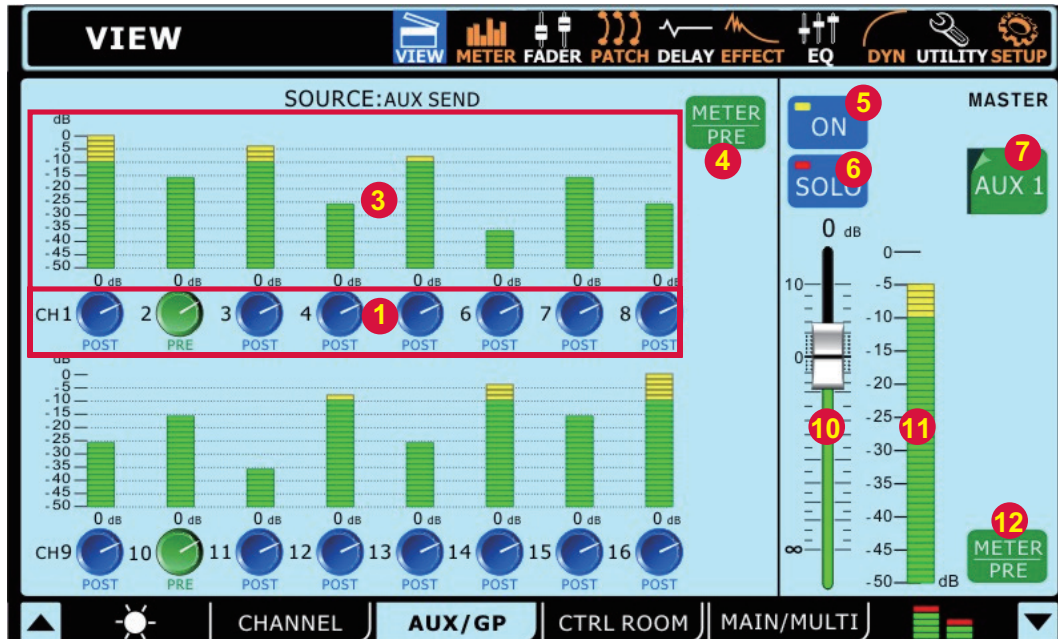 VIEW
VIEW METER FADER PATCH DELAY EFFECT EQ DYN UTILITY SETUP
SOURCE:AUX SEND
METER
PRE
4
dB
0
-5
-10
-15
-20
-25
-30
-35
-40
-45
-50
3
0 dB 0 dB 0 dB 0 dB 0 dB 0 dB 0 dB 0 dB
CH1 2 3 4 1 6 7 8
POST PRE POST POST POST POST POST POST
dB
0
-5
-10
-15
-20
-25
-30
-35
-40
-45
-50
0 dB 0 dB 0 dB 0 dB 0 dB 0 dB 0 dB 0 dB
CH9 10 11 12 13 14 15 16
POST PRE POST POST POST POST POST POST
ON
5
MASTER
SOLO
6
7
AUX 1
0 dB
10
0
∞
10
0
-5
-10
-15
-20
-25
-30
-35
-40
-45
-50 dB
11
12
METER
PRE
CHANNEL AUX/GP CTRL ROOM MAIN/MULTI